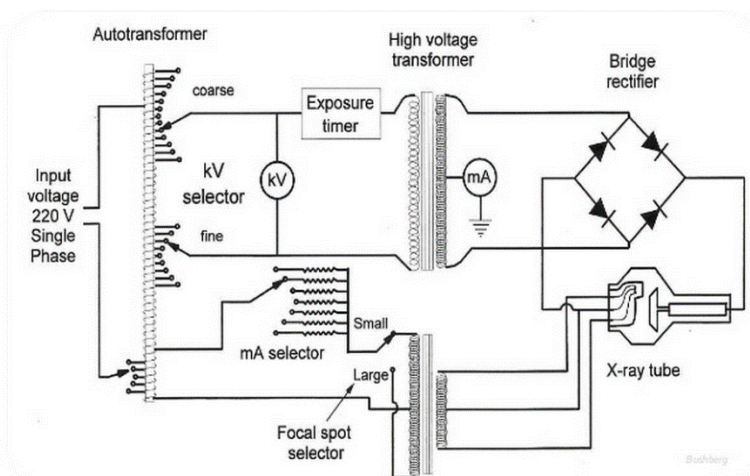 Autotransformer
High voltage
transformer
Bridge
rectifier
coarse
Exposure
timer
Input
voltage
220 V
Single
Phase
kV
selector
kV
mA
fine
Small
mA selector
Large
X-ray tube
Focal spot
selector
Bushberg